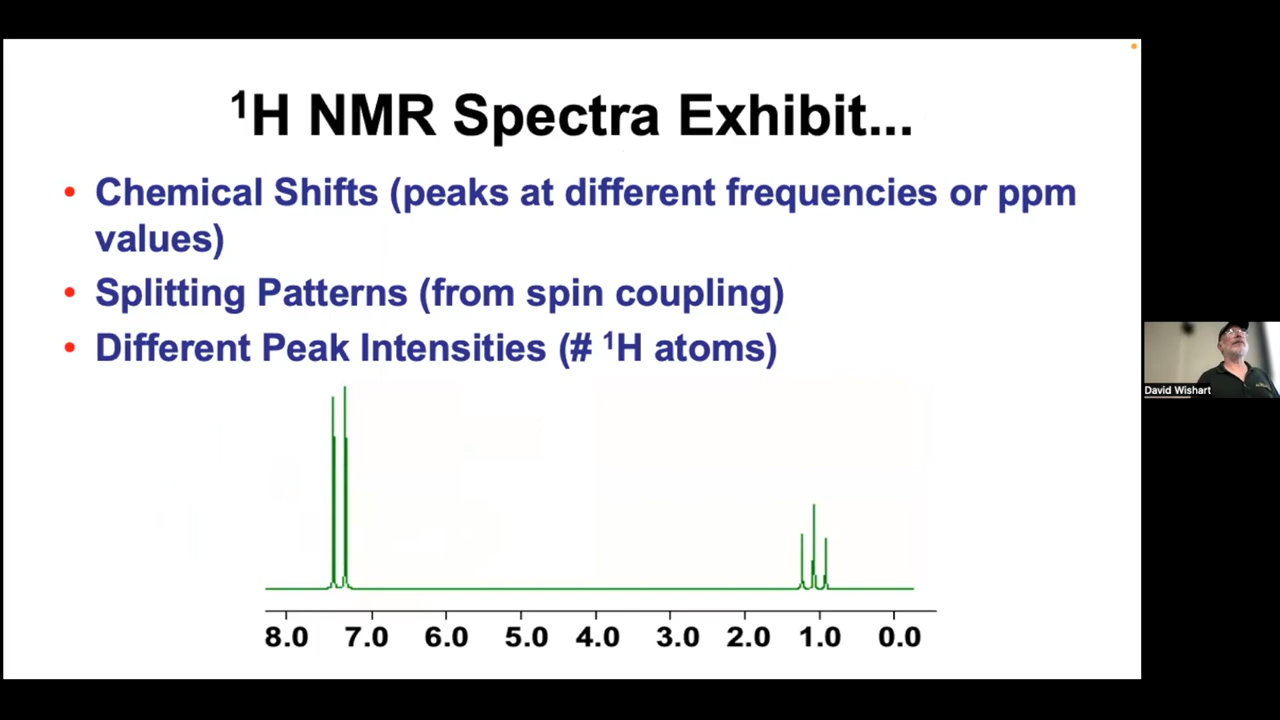 ¹H NMR Spectra Exhibit...
• Chemical Shifts (peaks at different frequencies or ppm
values)
• Splitting Patterns (from spin coupling)
• Different Peak Intensities (# ¹H atoms)
David Wishart
8.0 7.0 6.0 5.0 4.0 3.0 2.0 1.0 0.0